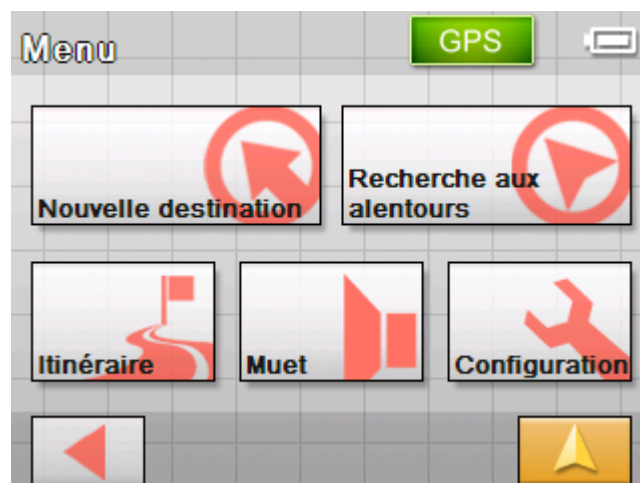 Menu
GPS
Nouvelle destination
Recherche aux
alentours
Itinéraire
Muet
Configuration